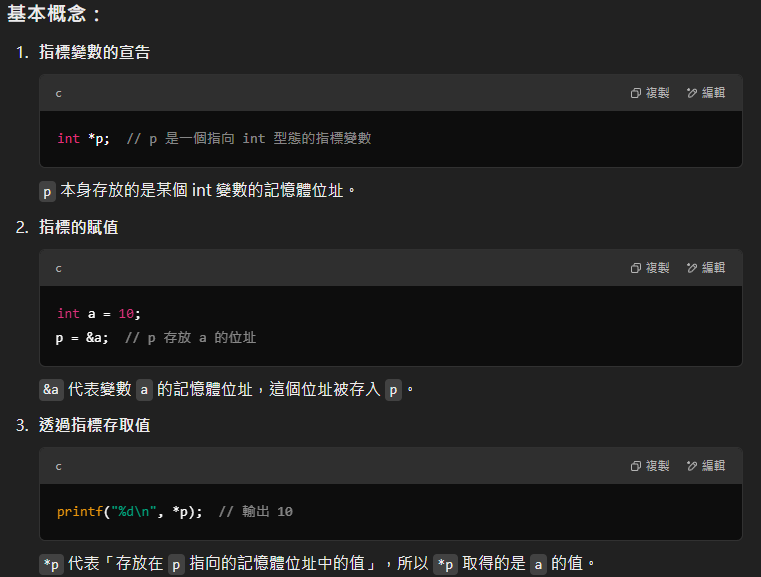 基本概念：
1. 指標變數的宣告
c 複製 編輯
int *p;  // p 是一個指向 int 型態的指標變數
p 本身存放的是某個 int 變數的記憶體位址。
2. 指標的賦值
c 複製 編輯
int a = 10;
p = &a;  // p 存放 a 的位址
&a 代表變數 a 的記憶體位址，這個位址被存入 p 。
3. 透過指標存取值
c 複製 編輯
printf("%d\n", *p);  // 輸出 10
*p 代表「存放在 p 指向的記憶體位址中的值」，所以 *p 取得的是 a 的值。